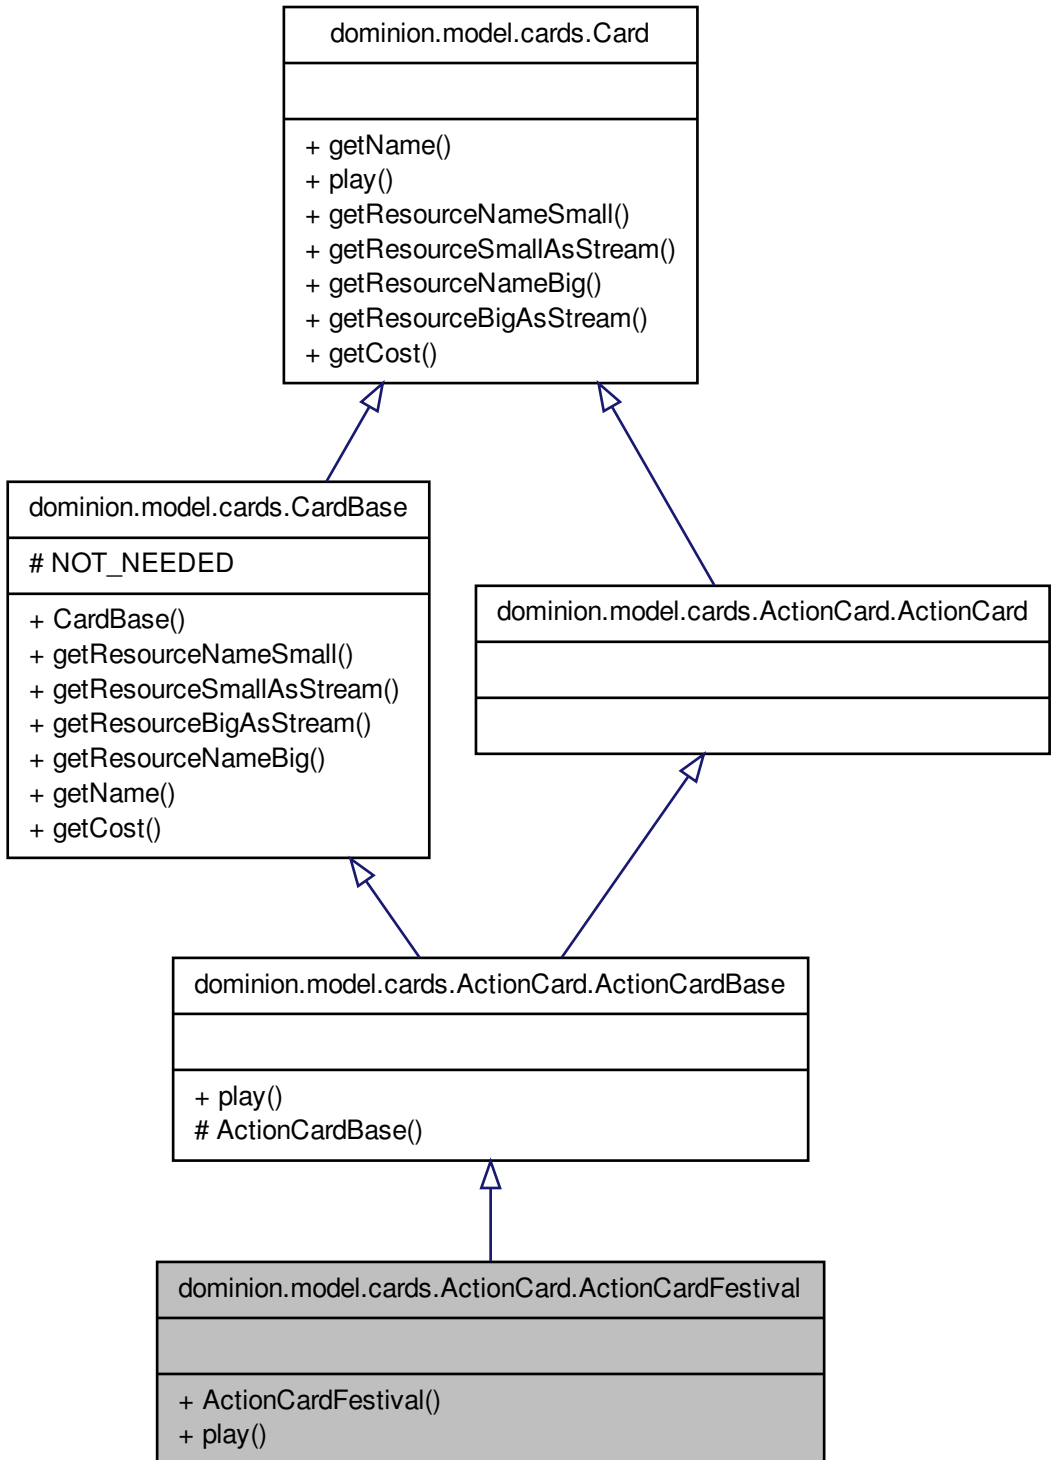 dominion.model.cards.Card
+ getName()
+ play()
+ getResourceNameSmall()
+ getResourceSmallAsStream()
+ getResourceNameBig()
+ getResourceBigAsStream()
+ getCost()
dominion.model.cards.CardBase
# NOT_NEEDED
+ CardBase()
+ getResourceNameSmall()
+ getResourceSmallAsStream()
+ getResourceBigAsStream()
+ getResourceNameBig()
+ getName()
+ getCost()
dominion.model.cards.ActionCard.ActionCard
dominion.model.cards.ActionCard.ActionCardBase
+ play()
# ActionCardBase()
dominion.model.cards.ActionCard.ActionCardFestival
+ ActionCardFestival()
+ play()